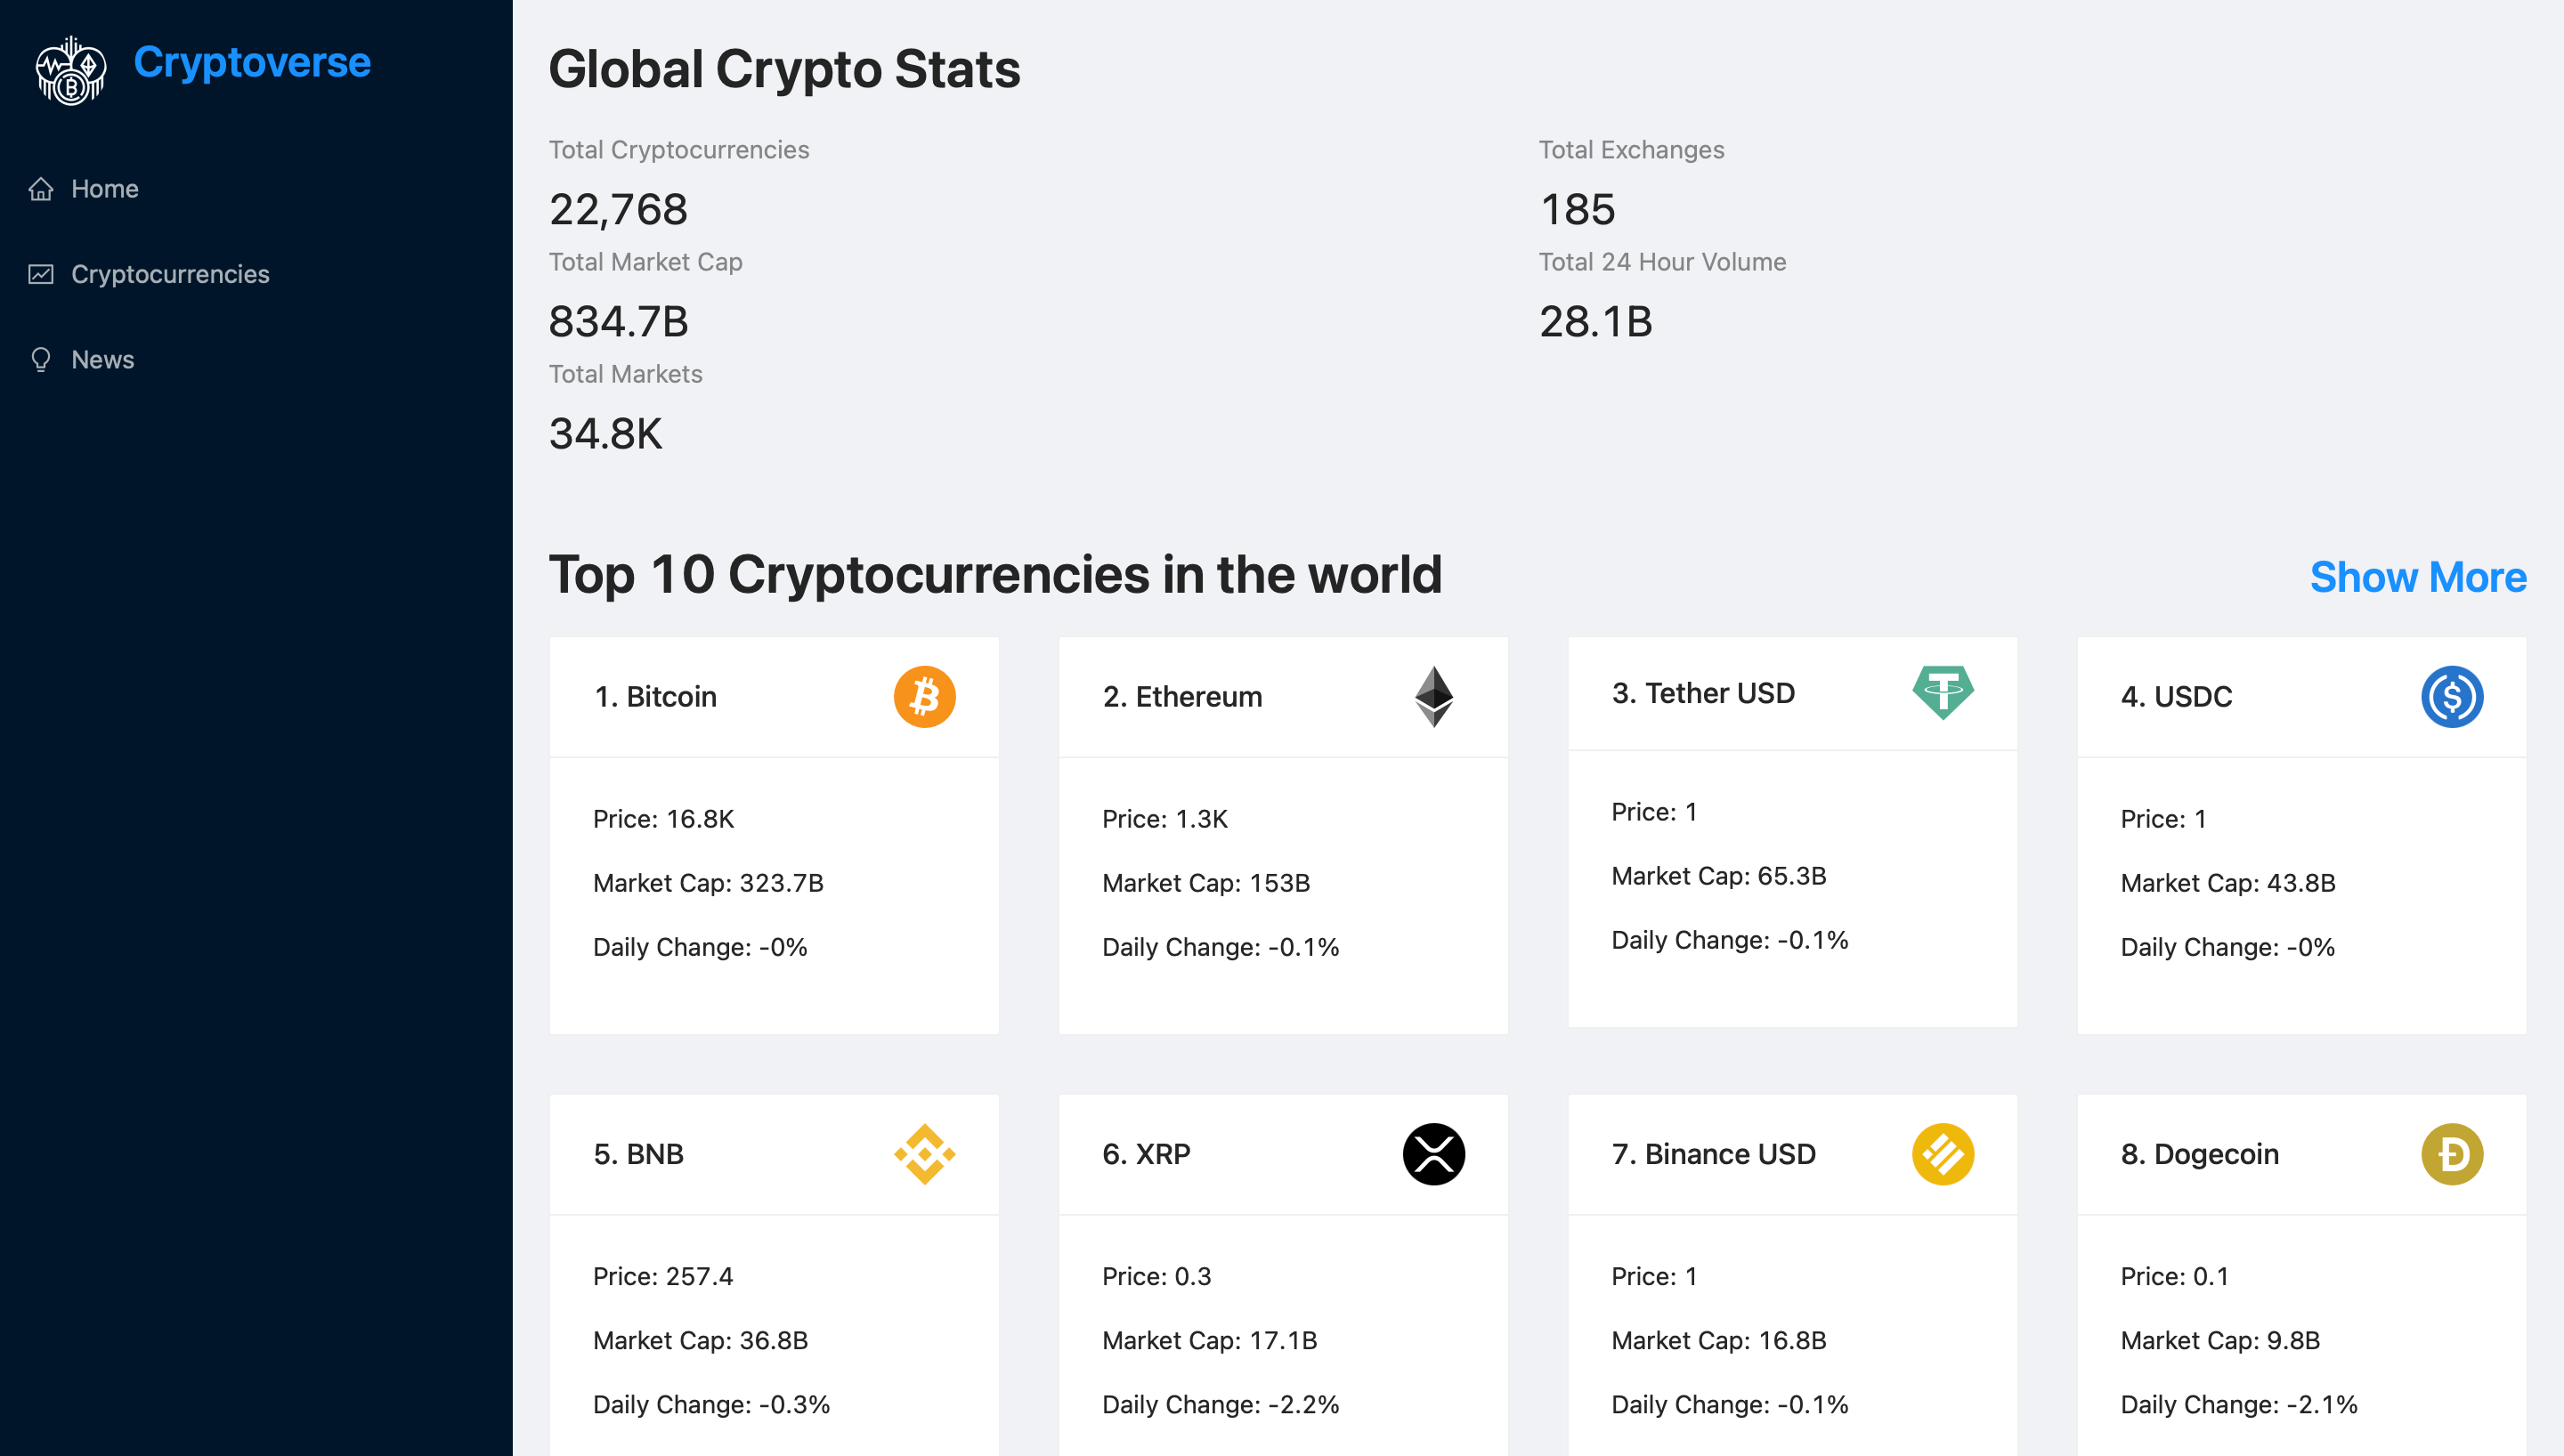 Cryptoverse
Home
Cryptocurrencies
News
Global Crypto Stats
Total Cryptocurrencies
22,768
Total Exchanges
185
Total Market Cap
834.7B
Total 24 Hour Volume
28.1B
Total Markets
34.8K
Top 10 Cryptocurrencies in the world
Show More
1. Bitcoin
Price: 16.8K
Market Cap: 323.7B
Daily Change: -0%
2. Ethereum
Price: 1.3K
Market Cap: 153B
Daily Change: -0.1%
3. Tether USD
Price: 1
Market Cap: 65.3B
Daily Change: -0.1%
4. USDC
Price: 1
Market Cap: 43.8B
Daily Change: -0%
5. BNB
Price: 257.4
Market Cap: 36.8B
Daily Change: -0.3%
6. XRP
Price: 0.3
Market Cap: 17.1B
Daily Change: -2.2%
7. Binance USD
Price: 1
Market Cap: 16.8B
Daily Change: -0.1%
8. Dogecoin
Price: 0.1
Market Cap: 9.8B
Daily Change: -2.1%